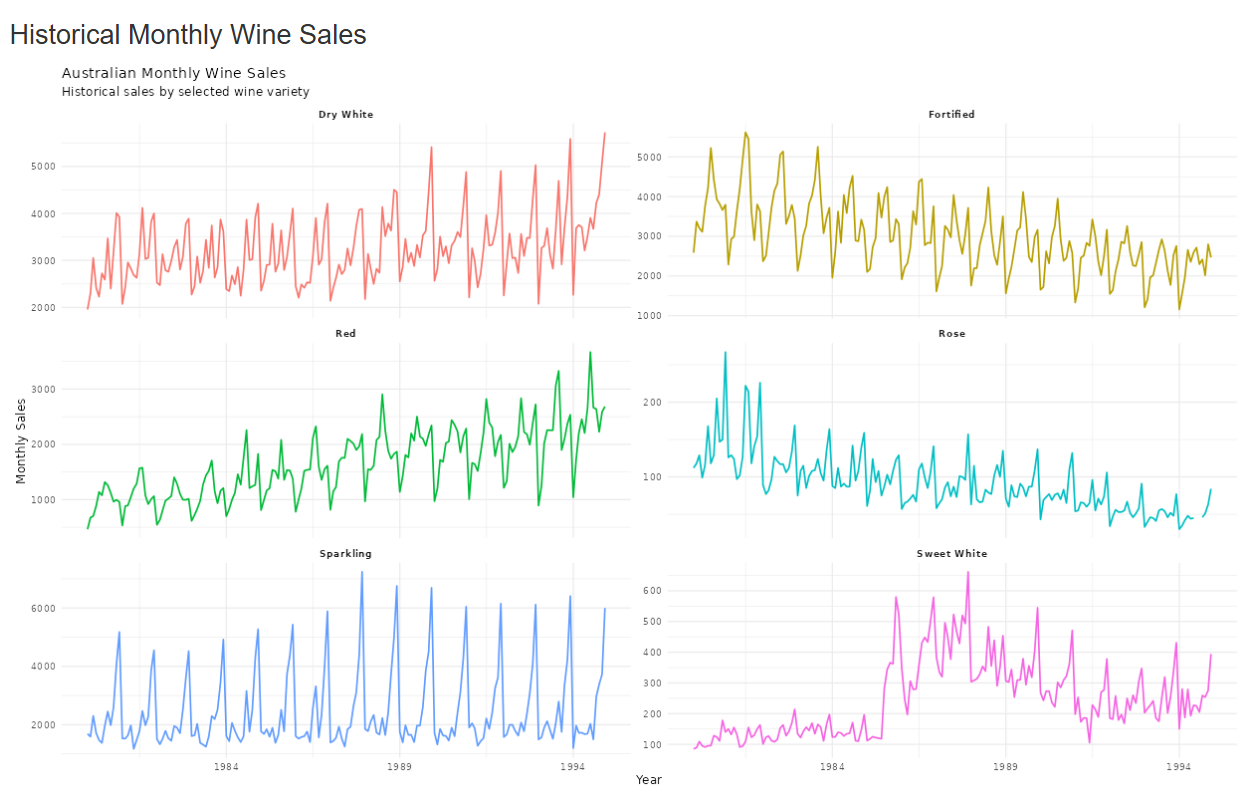 Historical Monthly Wine Sales
Australian Monthly Wine Sales
Historical sales by selected wine variety
Dry White
Fortified
5000
4000
3000
2000
5000
4000
3000
2000
1000
Red
Rose
Monthly Sales
3000
2000
1000
200
100
Sparkling
Sweet White
6000
4000
2000
600
500
400
300
200
100
1984
1989
1994
1984
1989
1994
Year